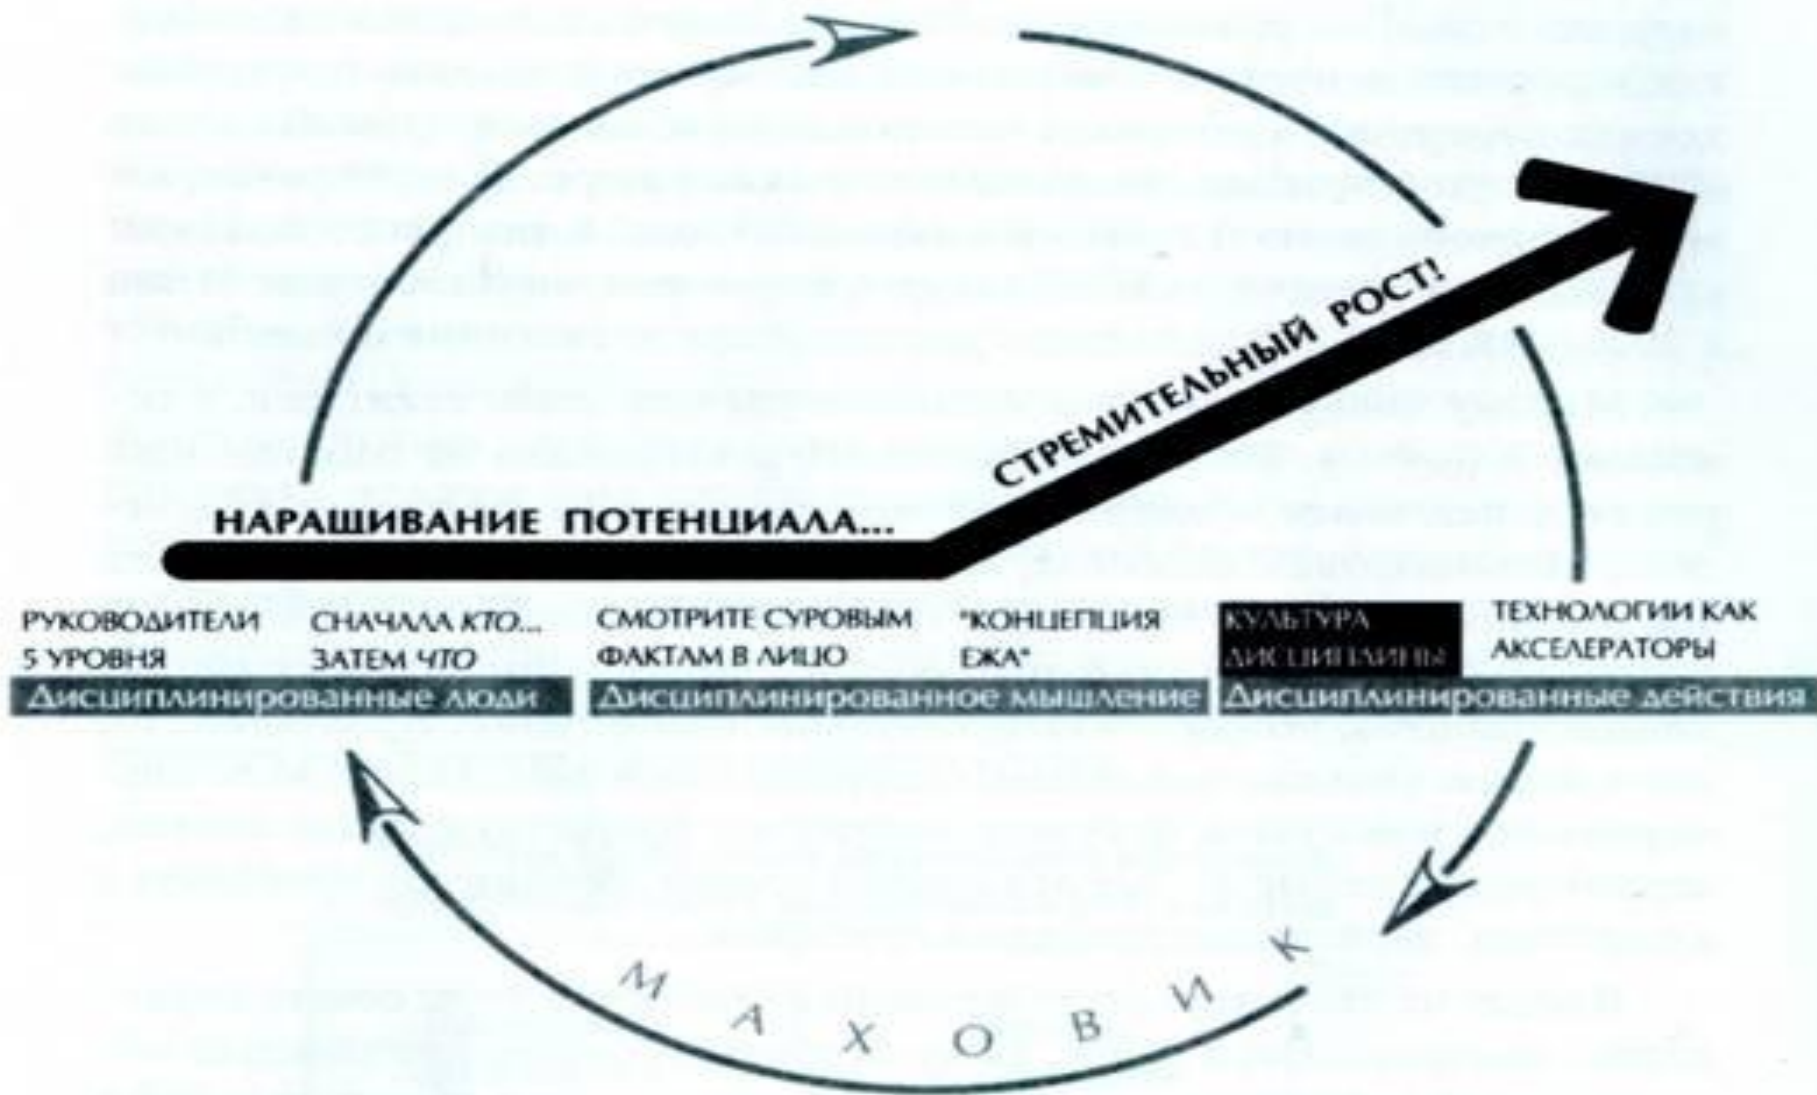 СТРЕМИТЕЛЬНЫЙ РОСТ!
НАРАЩИВАНИЕ ПОТЕНЦИАЛА...
РУКОВОДИТЕЛИ
5 УРОВНЯ
СНАЧАЛА КТО...
ЗАТЕМ ЧТО
СМОТРИТЕ СУРОВЫМ
ФАКТАМ В ЛИЦО
"КОНЦЕПЦИЯ
ЕЖА"
КУЛЬТУРА
ДИСЦИПЛИНЫ
ТЕХНОЛОГИИ КАК
АКСЕЛЕРАТОРЫ
Дисциплинированные люди
Дисциплинированное мышление
Дисциплинированные действия
МАХОВИК